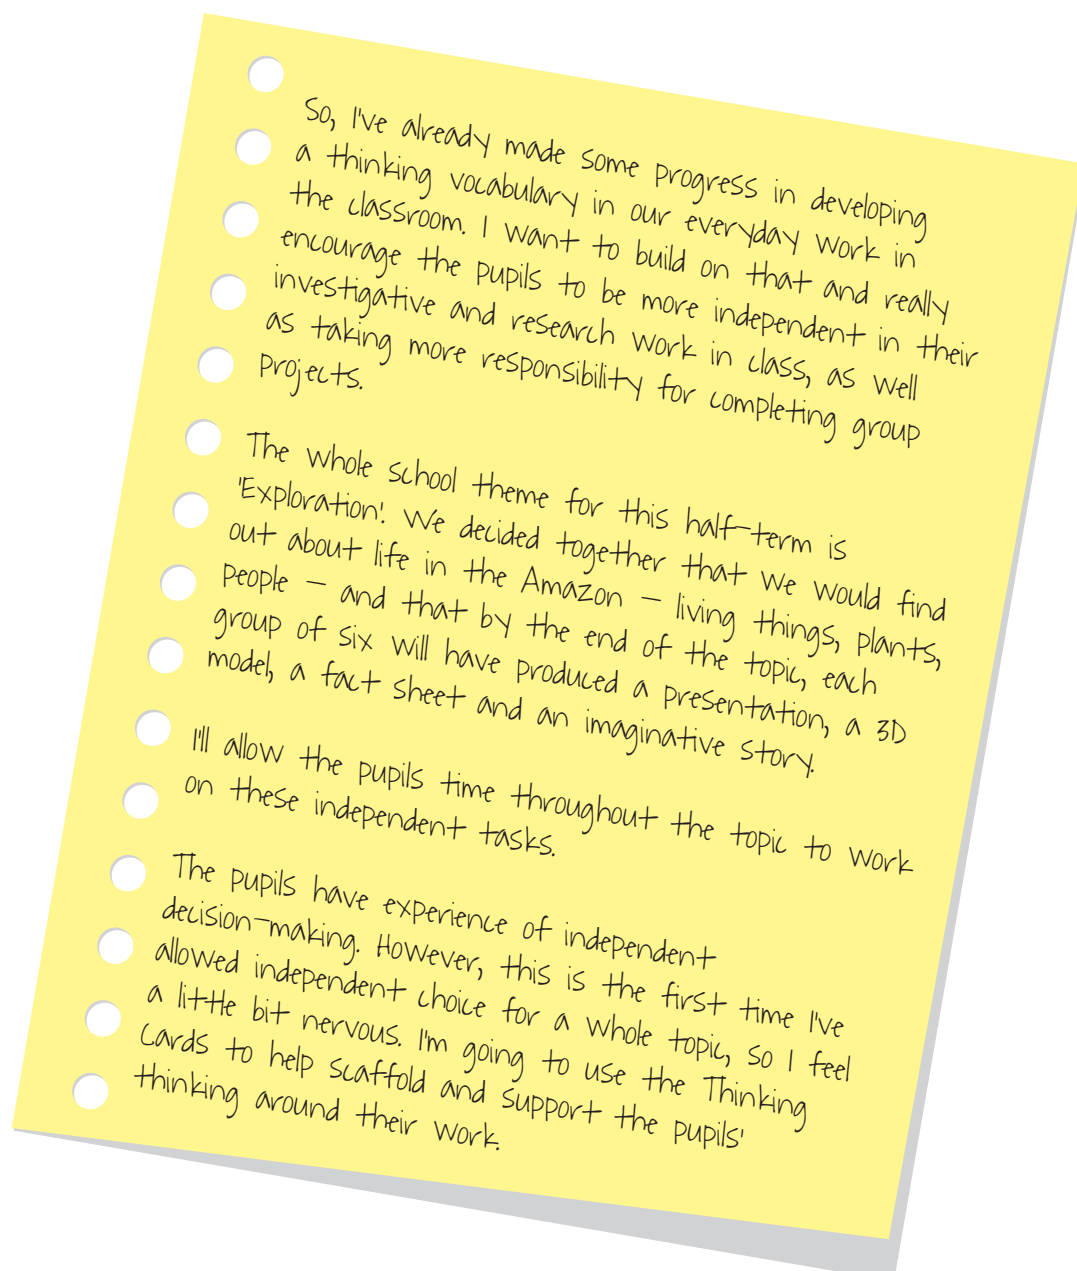 So, I've already made some progress in developing
a thinking vocabulary in our everyday work in
the classroom. I want to build on that and really
encourage the pupils to be more independent in their
investigative and research work in class, as well
as taking more responsibility for completing group
projects.
The whole school theme for this half-term is
'Exploration'. We decided together that we would find
out about life in the Amazon – living things, plants,
people – and that by the end of the topic, each
group of six will have produced a presentation, a 3D
model, a fact sheet and an imaginative story.
I'll allow the pupils time throughout the topic to work
on these independent tasks.
The pupils have experience of independent
decision-making. However, this is the first time I've
allowed independent choice for a whole topic, so I feel
a little bit nervous. I'm going to use the Thinking
Cards to help scaffold and support the pupils'
thinking around their work.